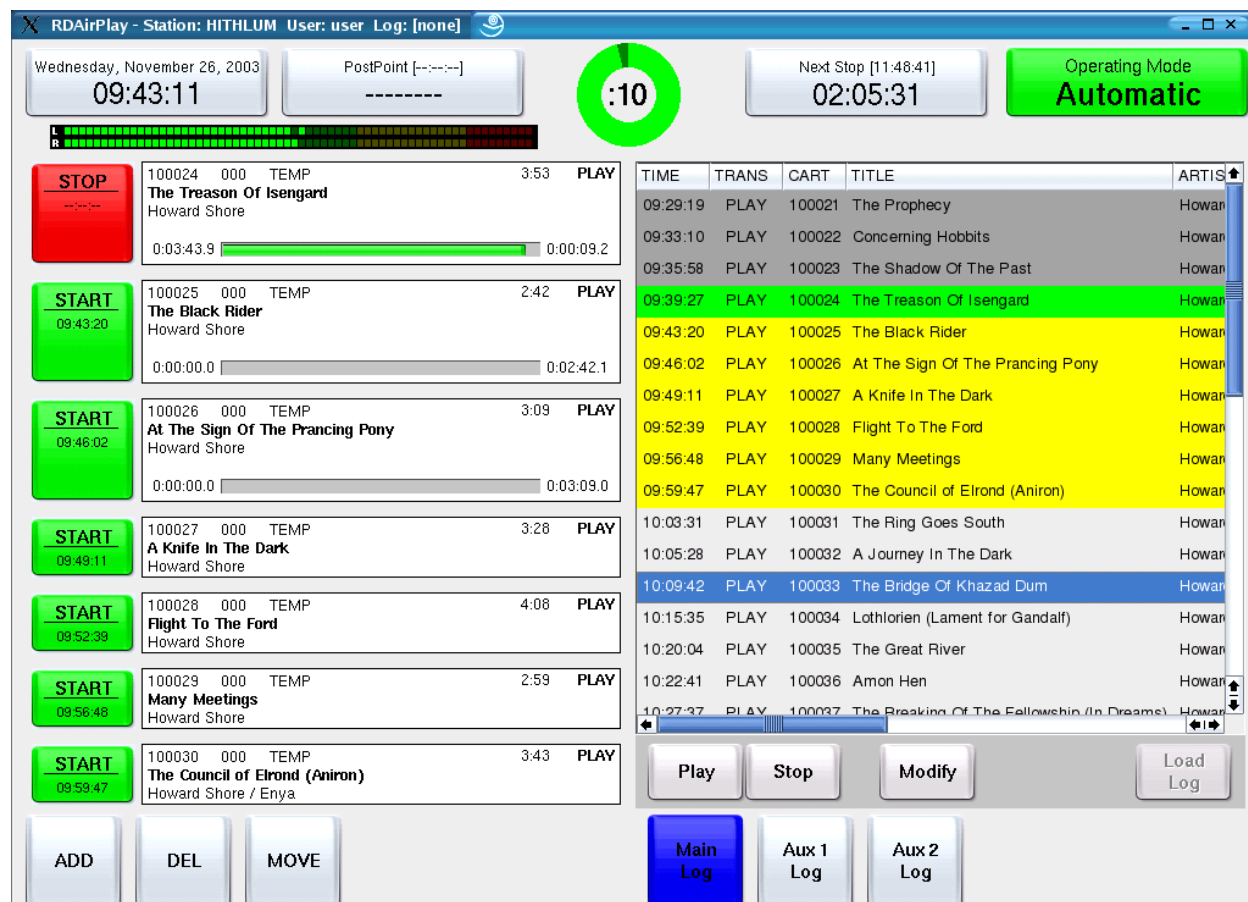 RDAirPlay - Station: HITHLUM User: user Log: [none]
Wednesday, November 26, 2003
09:43:11
PostPoint [--:--:--]
--------
:10
Next Stop [11:48:41]
02:05:31
Operating Mode
Automatic
L
R
STOP
--:--:--
100024 000 TEMP 3:53 PLAY
The Treason Of Isengard
Howard Shore
0:03:43.9 0:00:09.2
START
09:43:20
100025 000 TEMP 2:42 PLAY
The Black Rider
Howard Shore
0:00:00.0 0:02:42.1
START
09:46:02
100026 000 TEMP 3:09 PLAY
At The Sign Of The Prancing Pony
Howard Shore
0:00:00.0 0:03:09.0
START
09:49:11
100027 000 TEMP 3:28 PLAY
A Knife In The Dark
Howard Shore
START
09:52:39
100028 000 TEMP 4:08 PLAY
Flight To The Ford
Howard Shore
START
09:56:48
100029 000 TEMP 2:59 PLAY
Many Meetings
Howard Shore
START
09:59:47
100030 000 TEMP 3:43 PLAY
The Council of Elrond (Aniron)
Howard Shore / Enya
ADD
DEL
MOVE
TIME TRANS CART TITLE ARTIS
09:29:19 PLAY 100021 The Prophecy Howar
09:33:10 PLAY 100022 Concerning Hobbits Howar
09:35:58 PLAY 100023 The Shadow Of The Past Howar
09:39:27 PLAY 100024 The Treason Of Isengard Howar
09:43:20 PLAY 100025 The Black Rider Howar
09:46:02 PLAY 100026 At The Sign Of The Prancing Pony Howar
09:49:11 PLAY 100027 A Knife In The Dark Howar
09:52:39 PLAY 100028 Flight To The Ford Howar
09:56:48 PLAY 100029 Many Meetings Howar
09:59:47 PLAY 100030 The Council of Elrond (Aniron) Howar
10:03:31 PLAY 100031 The Ring Goes South Howar
10:05:28 PLAY 100032 A Journey In The Dark Howar
10:09:42 PLAY 100033 The Bridge Of Khazad Dum Howar
10:15:35 PLAY 100034 Lothlorien (Lament for Gandalf) Howar
10:20:04 PLAY 100035 The Great River Howar
10:22:41 PLAY 100036 Amon Hen Howar
10:27:37 PLAY 100037 The Breaking Of The Fellowship (In Dreams) Howar
Play
Stop
Modify
Load
Log
Main
Log
Aux 1
Log
Aux 2
Log